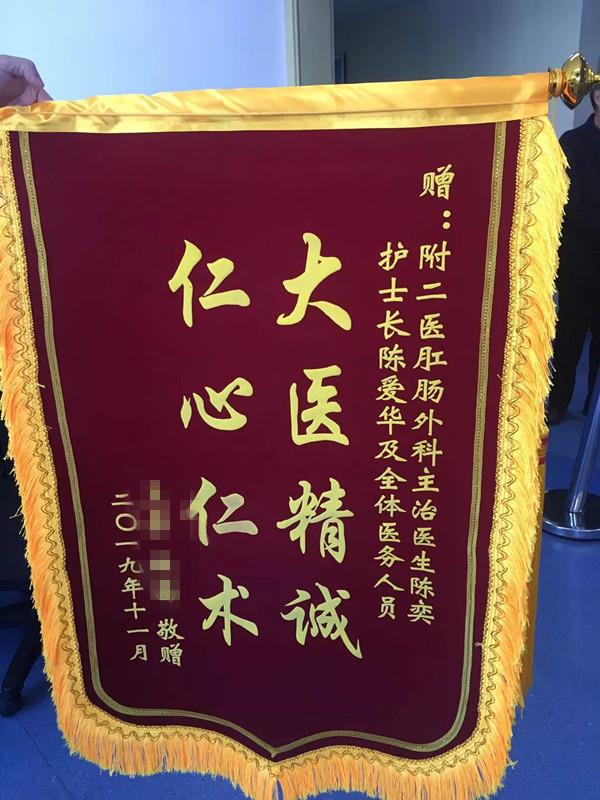 赠：附二医肛肠外科主治医生陈奕
护士长陈爱华及全体医务人员
大医精诚
仁心仁术
敬赠
二〇一九年十一月